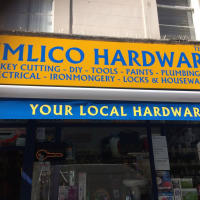 MLICO HARDWAR
KEY CUTTING - DIY - TOOLS - PAINTS - PLUMBING
ECTRICAL - IRONMONGERY - LOCKS & HOUSEWA
YOUR LOCAL HARDWAR